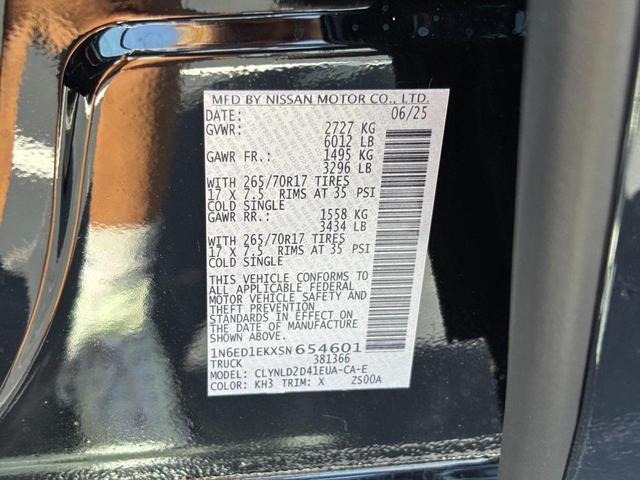 MFD BY NISSAN MOTOR CO., LTD.
DATE: 06/25
GVWR: 2727 KG
6012 LB
GAWR FR.: 1495 KG
3296 LB
WITH 265/70R17 TIRES
17 X 7.5 RIMS AT 35 PSI
COLD SINGLE
GAWR RR.: 1558 KG
3434 LB
WITH 265/70R17 TIRES
17 X 7.5 RIMS AT 35 PSI
COLD SINGLE
THIS VEHICLE CONFORMS TO
ALL APPLICABLE FEDERAL
MOTOR VEHICLE SAFETY AND
THEFT PREVENTION
STANDARDS IN EFFECT ON
THE DATE OF MANUFACTURE
SHOWN ABOVE.
1N6ED1EKXSN654601
TRUCK 381366
MODEL: CLYNLD2D41EUA-CA-E
COLOR: KH3 TRIM: X ZS00A